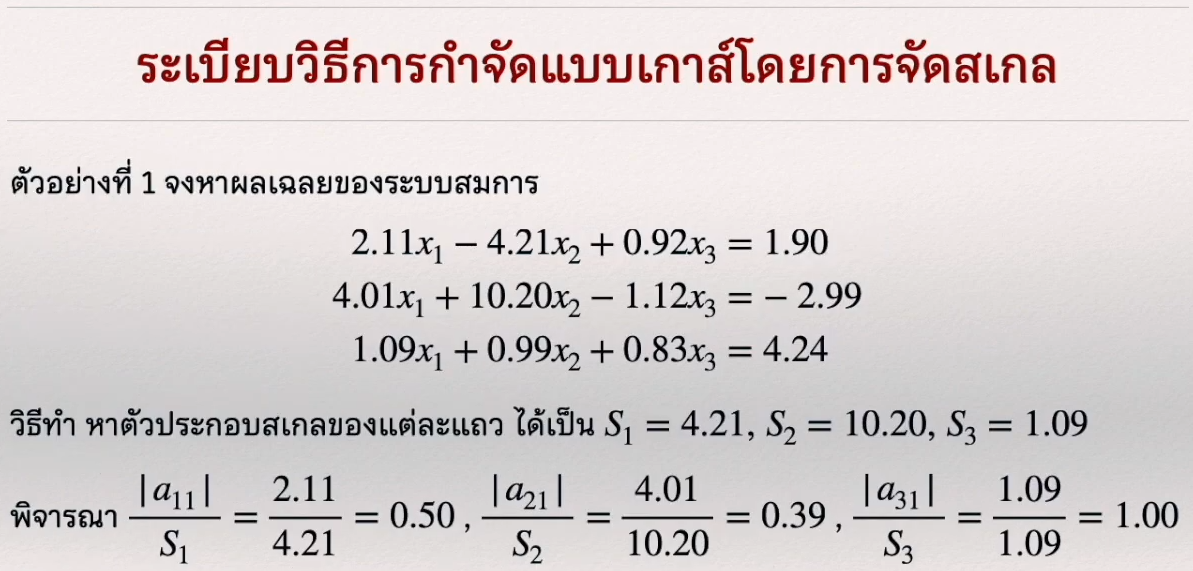 ระเบียบวิธีการกำจัดแบบเกาส์โดยการจัดสเกล
ตัวอย่างที่ 1 จงหาผลเฉลยของระบบสมการ
2.11x₁ − 4.21x₂ + 0.92x₃ = 1.90
4.01x₁ + 10.20x₂ − 1.12x₃ = − 2.99
1.09x₁ + 0.99x₂ + 0.83x₃ = 4.24
วิธีทำ หาตัวประกอบสเกลของแต่ละแถว ได้เป็น S₁ = 4.21, S₂ = 10.20, S₃ = 1.09
พิจารณา |a₁₁|/S₁ = 2.11/4.21 = 0.50 , |a₂₁|/S₂ = 4.01/10.20 = 0.39 , |a₃₁|/S₃ = 1.09/1.09 = 1.00